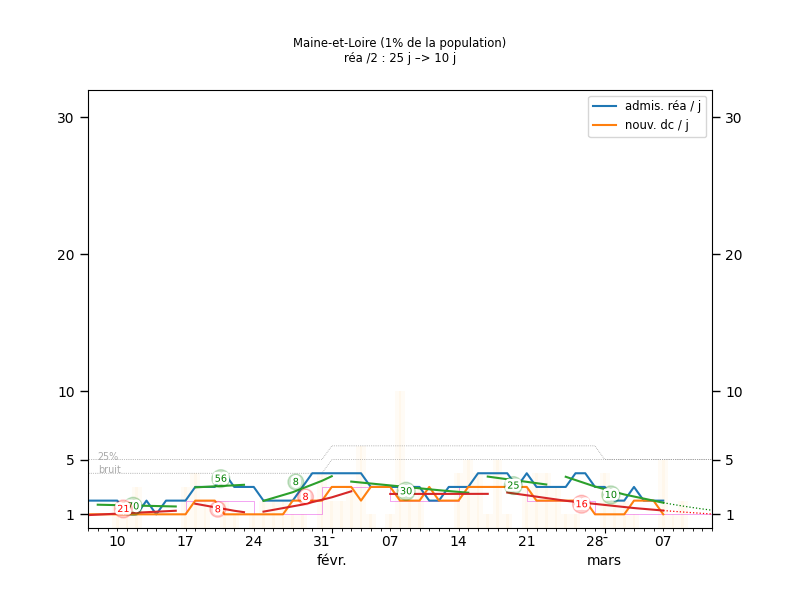 Maine-et-Loire (1% de la population)
réa /2 : 25 j –> 10 j
admis. réa / j
nouv. dc / j
30 30
20 20
10 10
5 5
1 1
25%
bruit
56
8
30
25
10
21
8
8
16
10 17 24 31 07 14 21 28 07
févr. mars